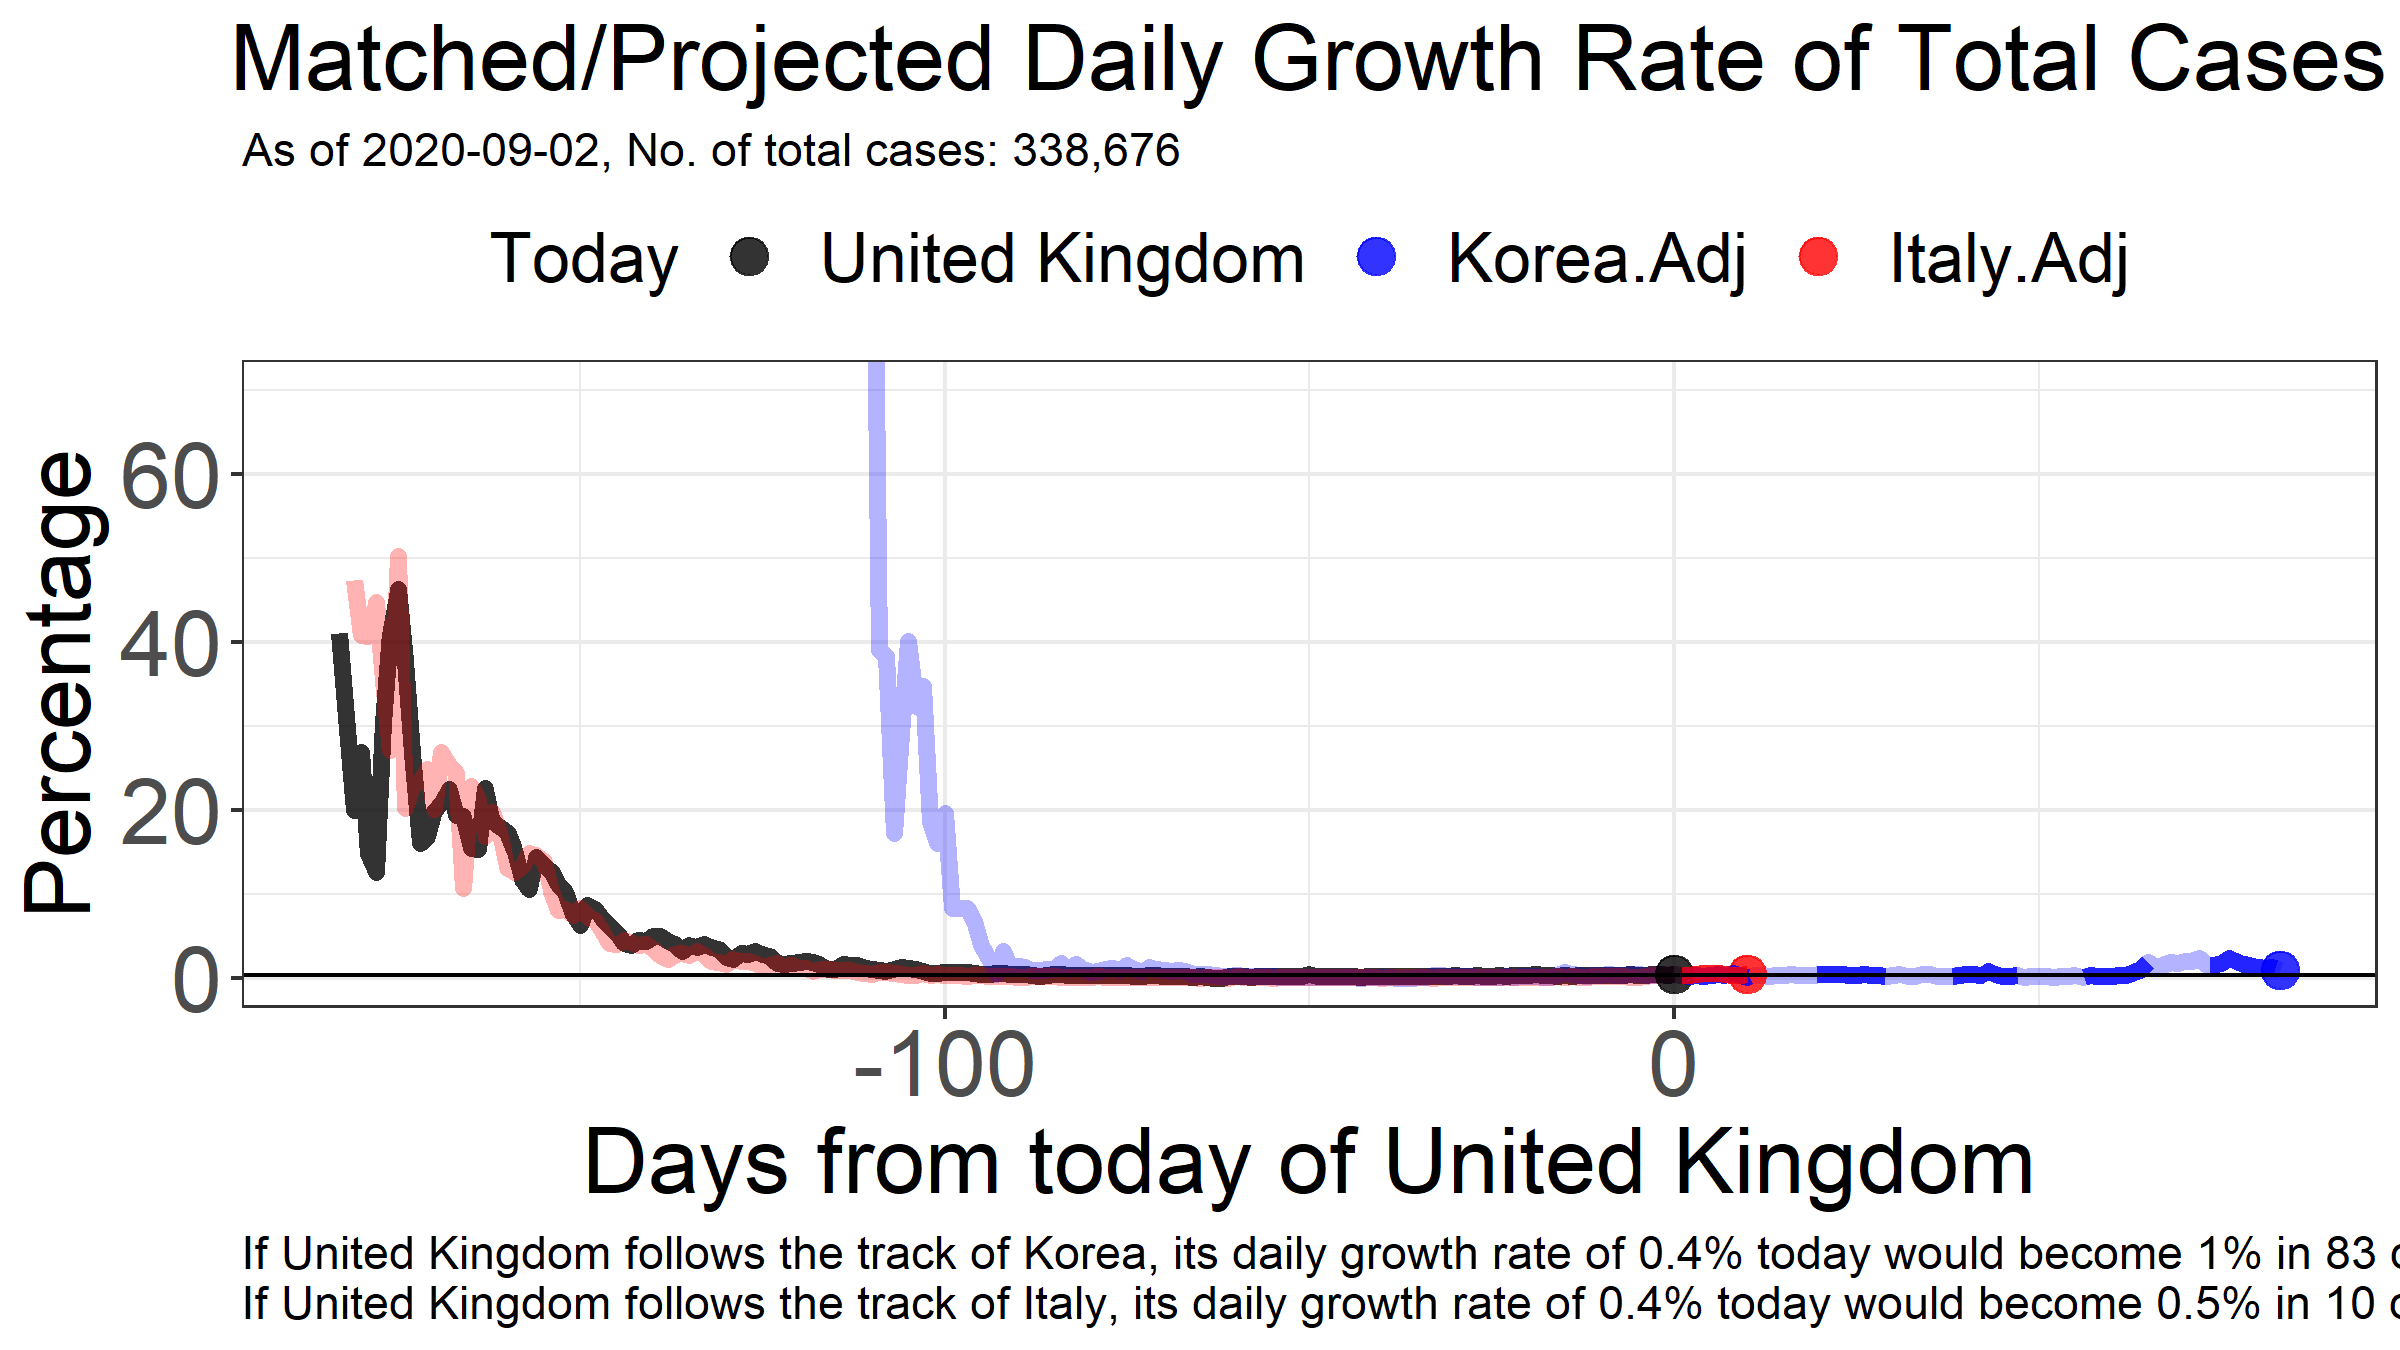 Matched/Projected Daily Growth Rate of Total Cases
As of 2020-09-02, No. of total cases: 338,676
Today United Kingdom Korea.Adj Italy.Adj
Percentage
60
40
20
0
-100 0
Days from today of United Kingdom
If United Kingdom follows the track of Korea, its daily growth rate of 0.4% today would become 1% in 83
If United Kingdom follows the track of Italy, its daily growth rate of 0.4% today would become 0.5% in 10